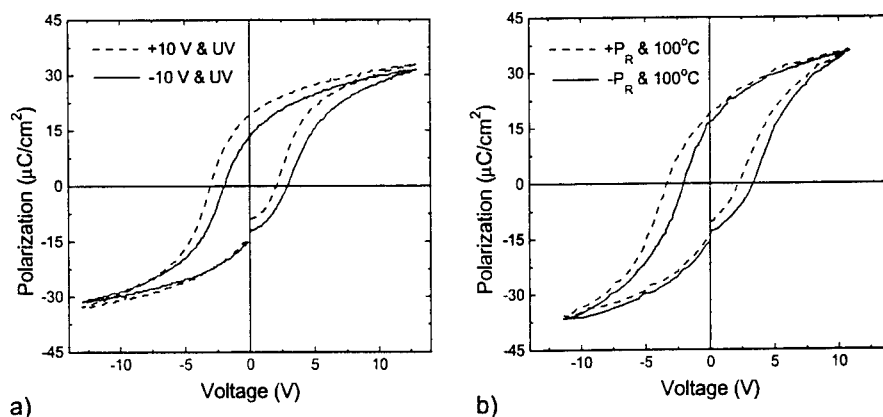 45
30
15
0
-15
-30
-45
Polarization (μC/cm²)
+10 V & UV
-10 V & UV
-10
-5
0
5
10
Voltage (V)
a)
45
30
15
0
-15
-30
-45
Polarization (μC/cm²)
+P_R & 100°C
-P_R & 100°C
-10
-5
0
5
10
Voltage (V)
b)